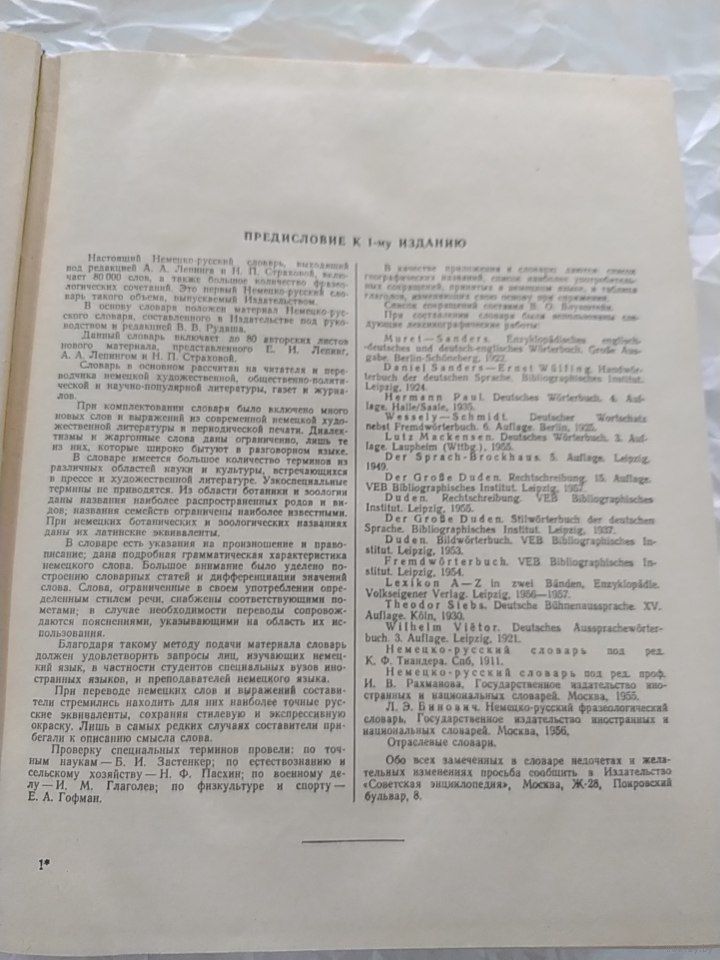 ПРЕДИСЛОВИЕ К 1-му ИЗДАНИЮ
Настоящий Немецко-русский словарь, выходящий
под редакцией А. А. Лепинга и Н. П. Страховой, вклю-
чает 80 000 слов, а также большое количество фразео-
логических сочетаний. Это первый Немецко-русский сло-
варь такого объема, выпускаемый Издательством.
В основу словаря положен материал Немецко-рус-
ского словаря, составленного в Издательстве под руко-
водством и редакцией В. В. Рудаша.
Данный словарь включает до 80 авторских листов
нового материала, представленного Е. И. Лепинг,
А. А. Лепингом и Н. П. Страховой.
Словарь в основном рассчитан на читателя и пере-
водчика немецкой художественной, общественно-полити-
ческой и научно-популярной литературы, газет и журна-
лов.
При комплектовании словаря было включено много
новых слов и выражений из современной немецкой худо-
жественной литературы и периодической печати. Диалек-
тизмы и жаргонные слова даны ограниченно, лишь те
из них, которые широко бытуют в разговорном языке.
В словаре имеется большое количество терминов из
различных областей науки и культуры, встречающихся
в прессе и художественной литературе. Узкоспециальные
термины не приводятся. Из области ботаники и зоологии
даны названия наиболее распространенных родов и ви-
дов; названия семейств ограничены наиболее известными.
При немецких ботанических и зоологических названиях
даны их латинские эквиваленты.
В словаре есть указания на произношение и право-
писание; дана подробная грамматическая характеристика
немецкого слова. Большое внимание было уделено по-
строению словарных статей и дифференциации значений
слова. Слова, ограниченные в своем употреблении опре-
деленным стилем речи, снабжены соответствующими по-
метами; в случае необходимости переводы сопровож-
даются пояснениями, указывающими на область их ис-
пользования.
Благодаря такому методу подачи материала словарь
должен удовлетворить запросы лиц, изучающих немец-
кий язык, в частности студентов специальных вузов ино-
странных языков, и преподавателей немецкого языка.
При переводе немецких слов и выражений составите-
ли стремились находить для них наиболее точные рус-
ские эквиваленты, сохраняя стилевую и экспрессивную
окраску. Лишь в самых редких случаях составители при-
бегали к описанию смысла слова.
Проверку специальных терминов провели: по точ-
ным наукам — Б. И. Застенкер; по естествознанию и
сельскому хозяйству — Н. Ф. Пасхин; по военному де-
лу — И. М. Глаголев; по физкультуре и спорту —
Е. А. Гофман.
В качестве приложения к словарю даются список
географических названий, список наиболее употребитель-
ных сокращений, принятых в немецком языке, и таблица
глаголов, изменяющих свою основу при спряжении.
Список сокращений составил
При составлении словаря были использованы сле-
дующие лексикографические работы:
Muret—Sanders. Enzyklopädisches englisch-
deutsches und deutsch-englisches Wörterbuch. Große Aus-
gabe. Berlin-Schöneberg, 1922.
Daniel Sanders—Ernst Wülfing. Handwör-
terbuch der deutschen Sprache. Bibliographisches Institut.
Leipzig, 1924.
Hermann Paul. Deutsches Wörterbuch. 4. Auf-
lage. Halle/Saale, 1935.
Wessely—Schmidt. Deutscher Wortschatz
nebst Fremdwörterbuch. 6. Auflage. Berlin, 1925.
Lutz Mackensen. Deutsches Wörterbuch. 3. Auf-
lage. Laupheim (Wttbg.), 1955.
Der Sprach-Brockhaus. 5. Auflage. Leipzig,
1949.
Der Große Duden. Rechtschreibung. 15. Auflage.
VEB Bibliographisches Institut. Leipzig, 1957.
Duden. Rechtschreibung. VEB Bibliographisches
Institut. Leipzig, 1955.
Der Große Duden. Stilwörterbuch der deutschen
Sprache. Bibliographisches Institut. Leipzig, 1937.
Duden. Bildwörterbuch. VEB Bibliographisches In-
stitut. Leipzig, 1953.
Fremdwörterbuch. VEB Bibliographisches In-
stitut. Leipzig, 1954.
Lexikon A—Z in zwei Bänden, Enzyklopädie.
Volkseigener Verlag. Leipzig, 1956—1957.
Theodor Siebs. Deutsche Bühnenaussprache. XV.
Auflage. Köln, 1930.
Wilhelm Viëtor. Deutsches Aussprachewörter-
buch. 3. Auflage. Leipzig, 1921.
Немецко-русский словарь под ред.
К. Ф. Тиандера. Спб, 1911.
Немецко-русский словарь под ред. проф.
И. В. Рахманова. Государственное издательство ино-
странных и национальных словарей. Москва, 1955.
Л. Э. Бинович. Немецко-русский фразеологический
словарь. Государственное издательство иностранных и
национальных словарей. Москва, 1956.
Отраслевые словари.
Обо всех замеченных в словаре недочетах и жела-
тельных изменениях просьба сообщить в Издательство
«Советская энциклопедия», Москва, Ж-28, Покровский
бульвар, 8.
1*